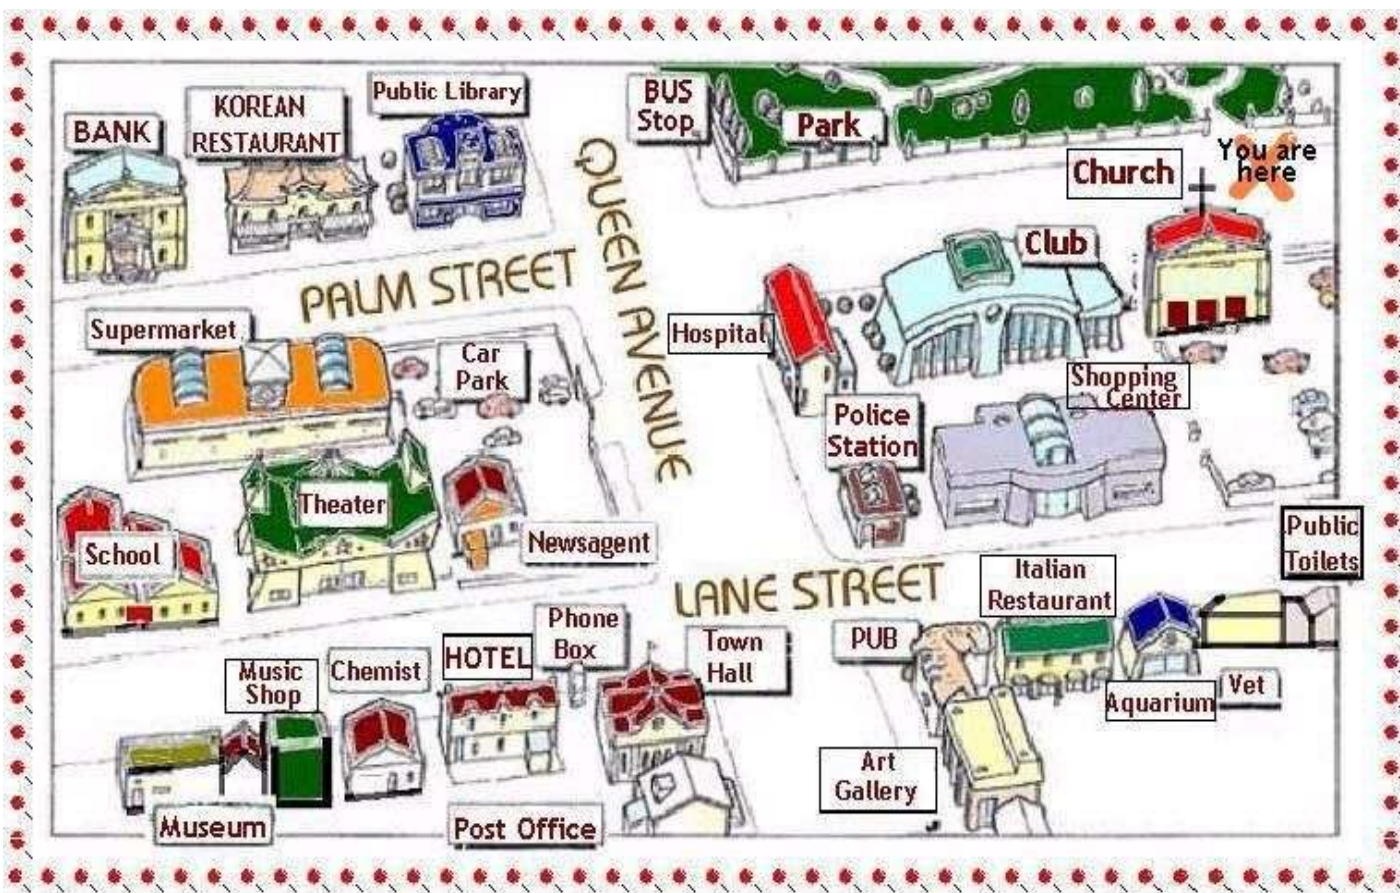 BANK
KOREAN
RESTAURANT
Public Library
BUS
Stop
Park
You are
here
Church
QUEEN AVENUE
Club
PALM STREET
Supermarket
Car
Park
Hospital
Shopping
Center
Police
Station
Theater
School
Newsagent
Public
Toilets
LANE STREET
Italian
Restaurant
Phone
Box
Town
Hall
PUB
HOTEL
Music
Shop
Chemist
Aquarium
Vet
Art
Gallery
Museum
Post Office